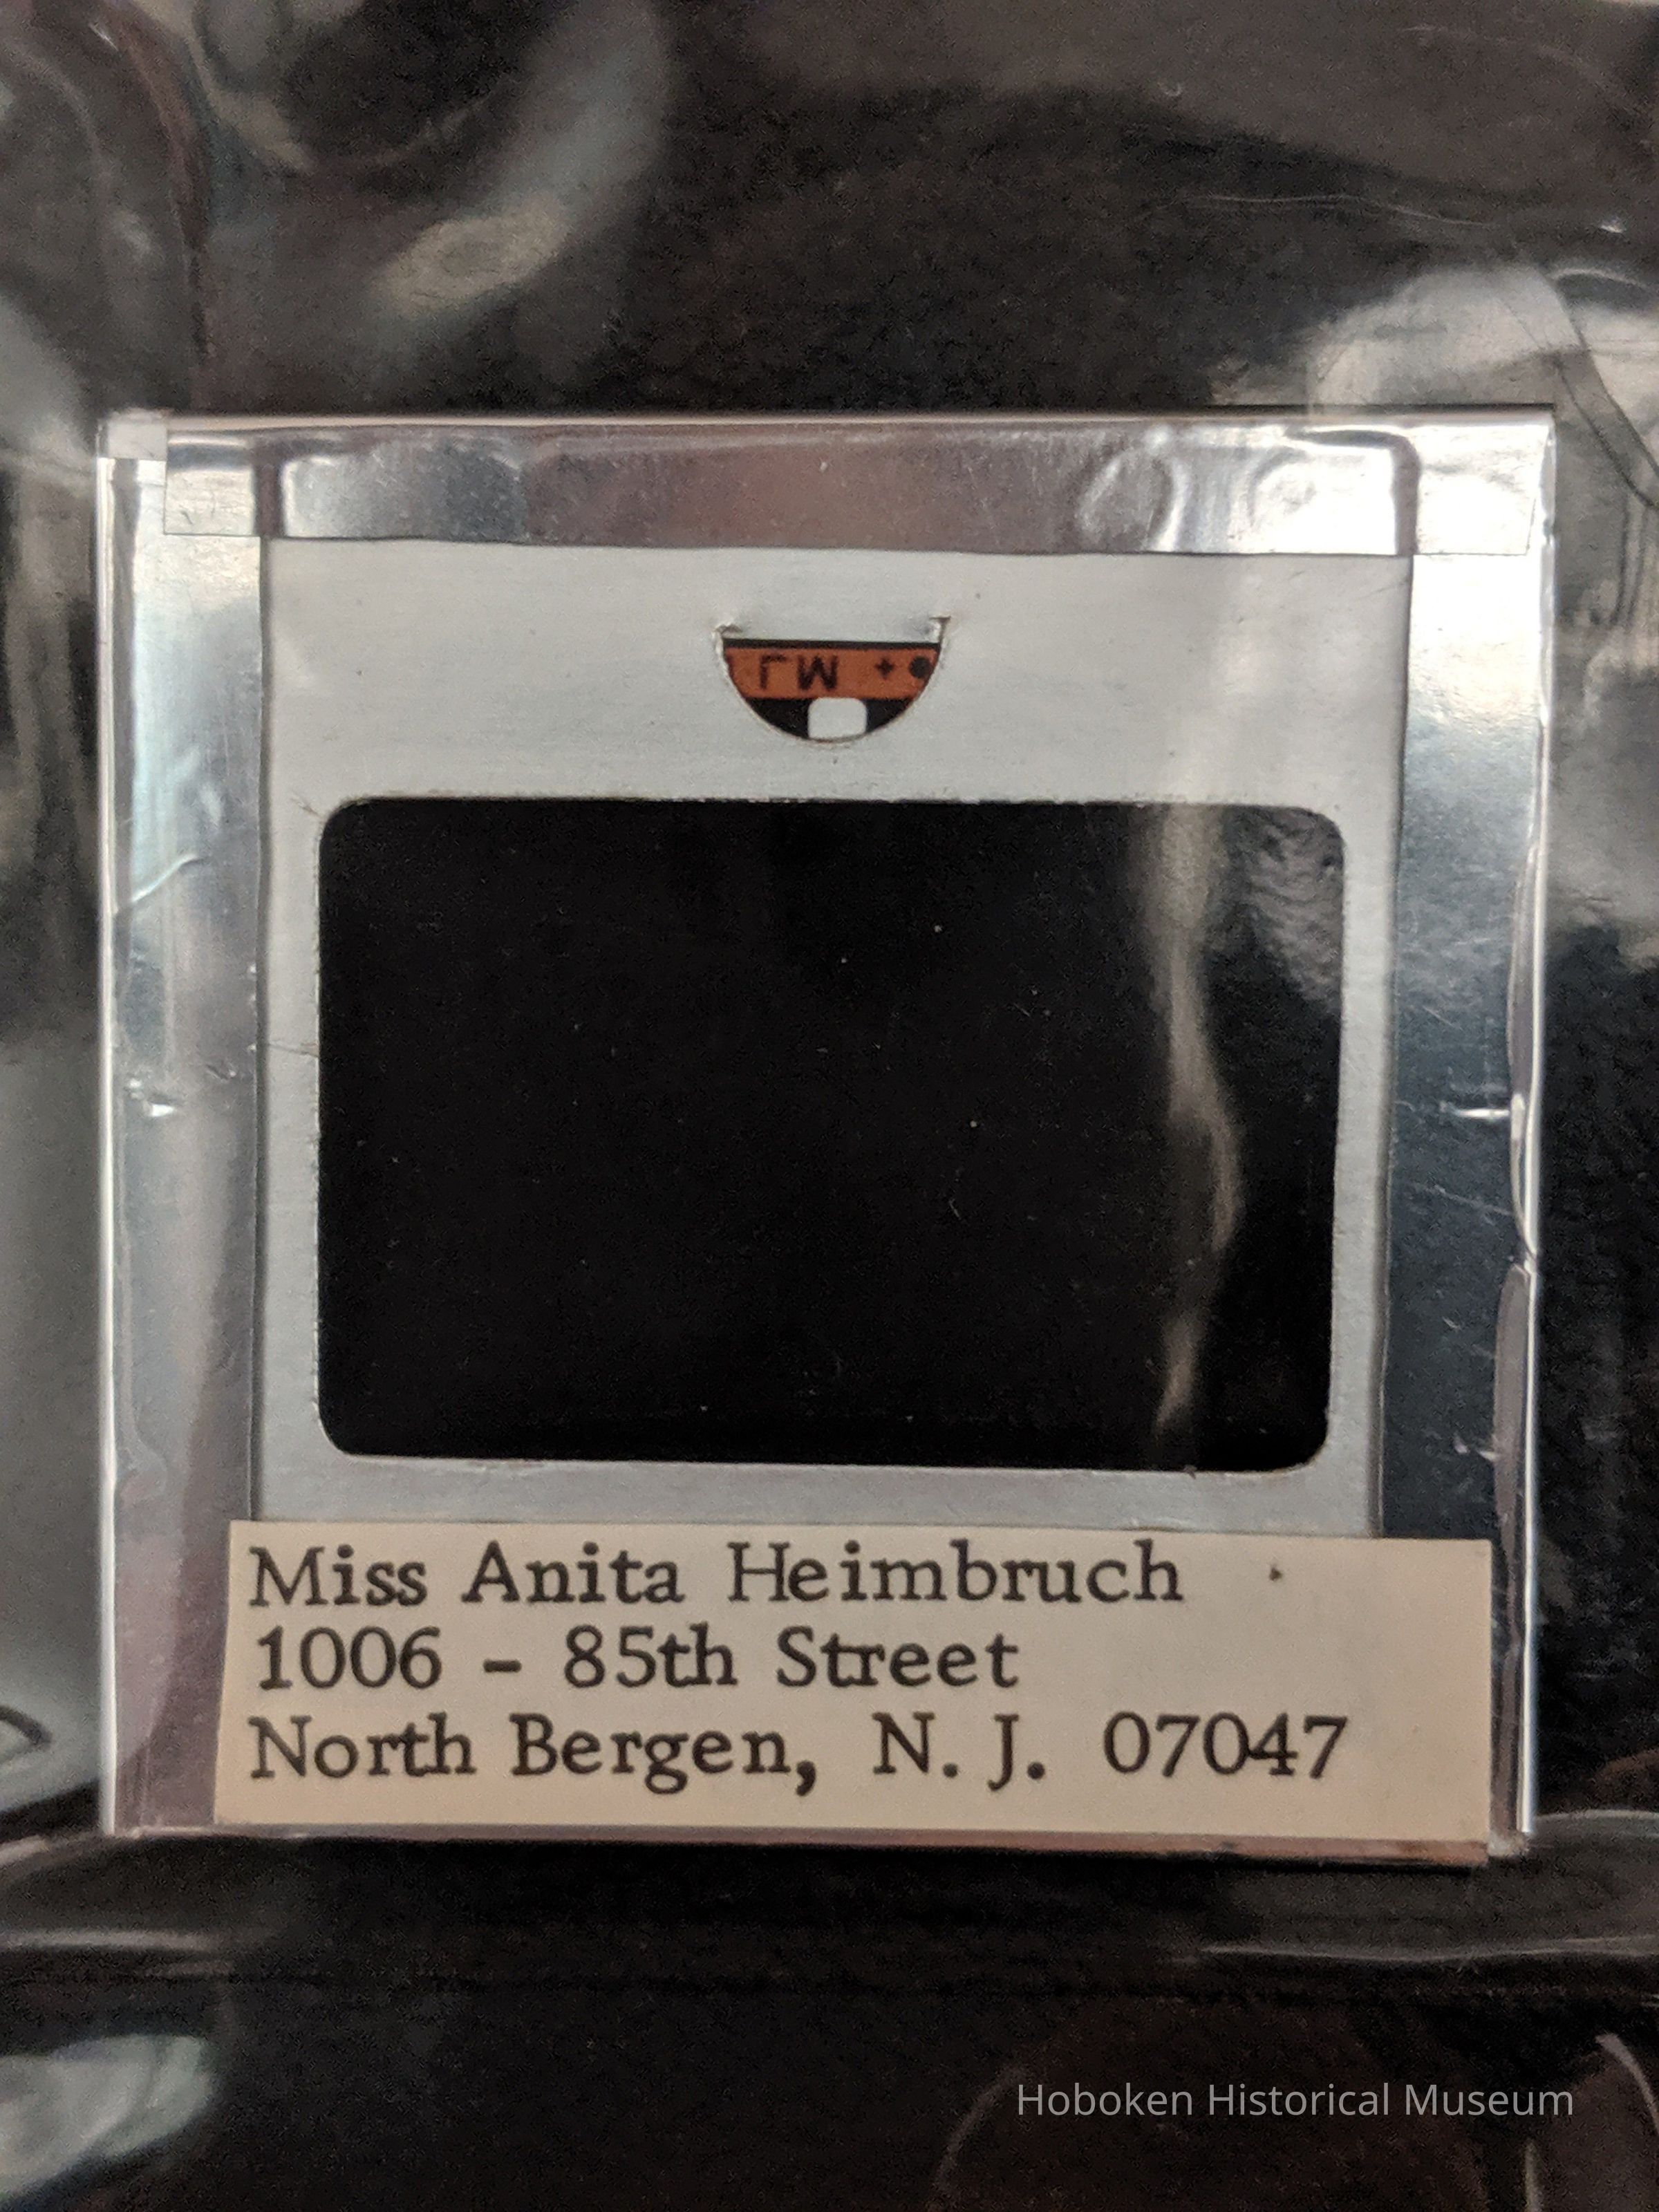 Miss Anita Heimbruch
1006 - 85th Street
North Bergen, N. J. 07047
Hoboken Historical Museum